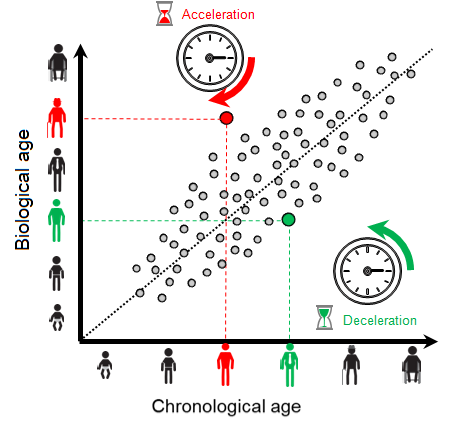 Acceleration
Biological age
Deceleration
Chronological age